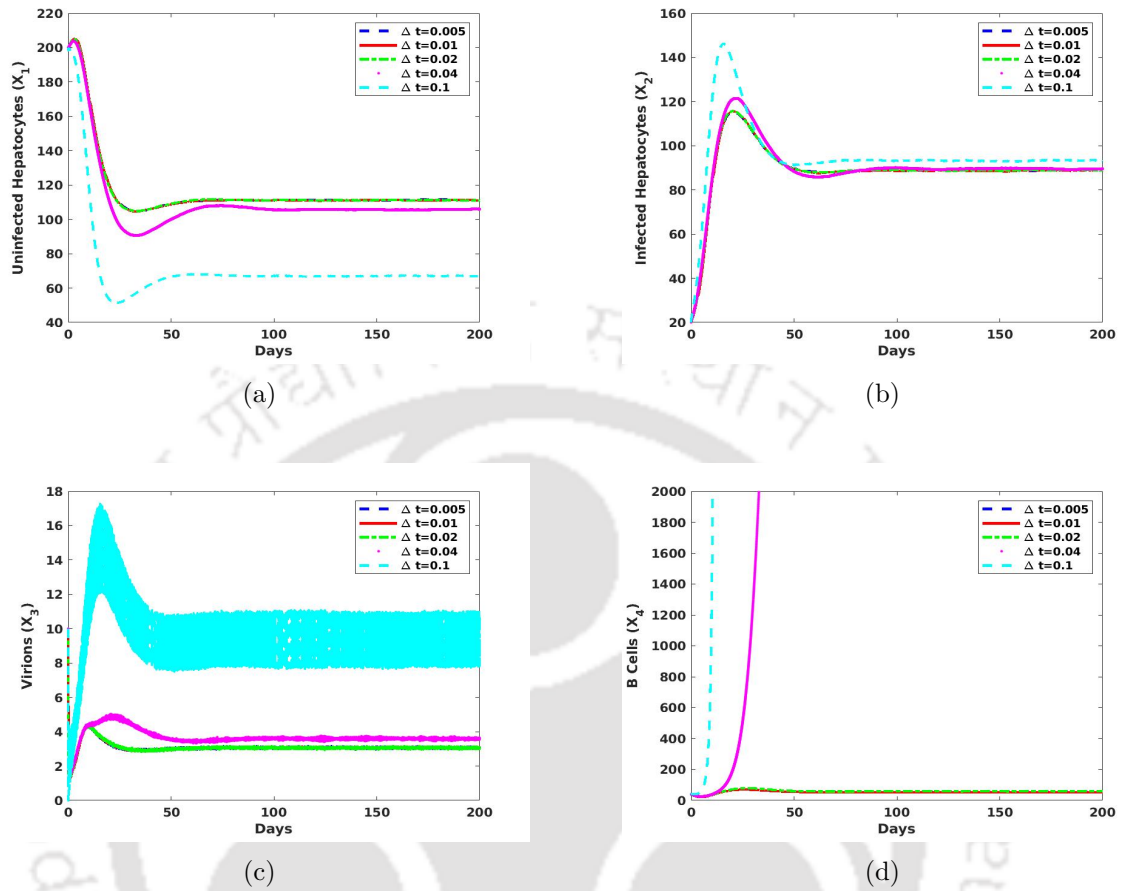 220
200
180
160
140
120
100
80
60
40
0 50 100 150 200
Uninfected Hepatocytes (X1)
Days
Δ t=0.005
Δ t=0.01
Δ t=0.02
Δ t=0.04
Δ t=0.1
(a)
160
140
120
100
80
60
40
20
0 50 100 150 200
Infected Hepatocytes (X2)
Days
Δ t=0.005
Δ t=0.01
Δ t=0.02
Δ t=0.04
Δ t=0.1
(b)
18
16
14
12
10
8
6
4
2
0
0 50 100 150 200
Virions (X3)
Days
Δ t=0.005
Δ t=0.01
Δ t=0.02
Δ t=0.04
Δ t=0.1
(c)
2000
1800
1600
1400
1200
1000
800
600
400
200
0
0 50 100 150 200
B Cells (X4)
Days
Δ t=0.005
Δ t=0.01
Δ t=0.02
Δ t=0.04
Δ t=0.1
(d)